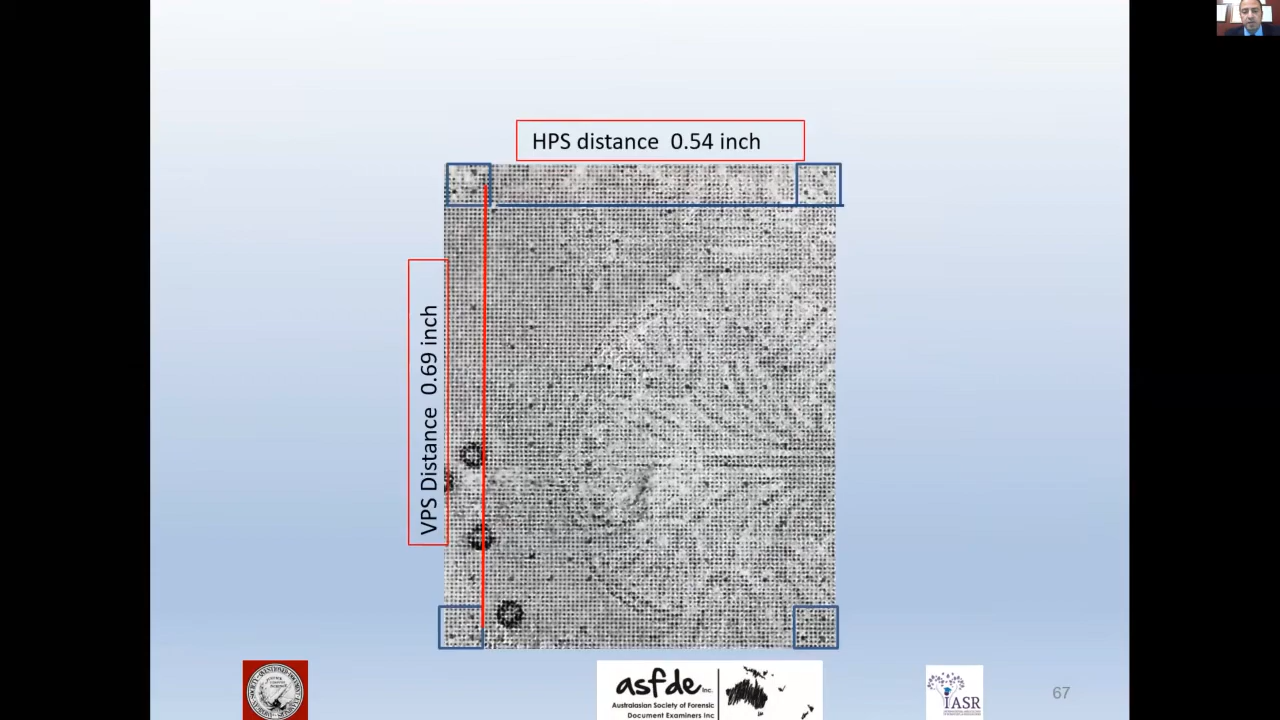 HPS distance 0.54 inch
VPS Distance 0.69 inch
asfde Inc.
Australasian Society of Forensic
Document Examiners Inc
IASR
67